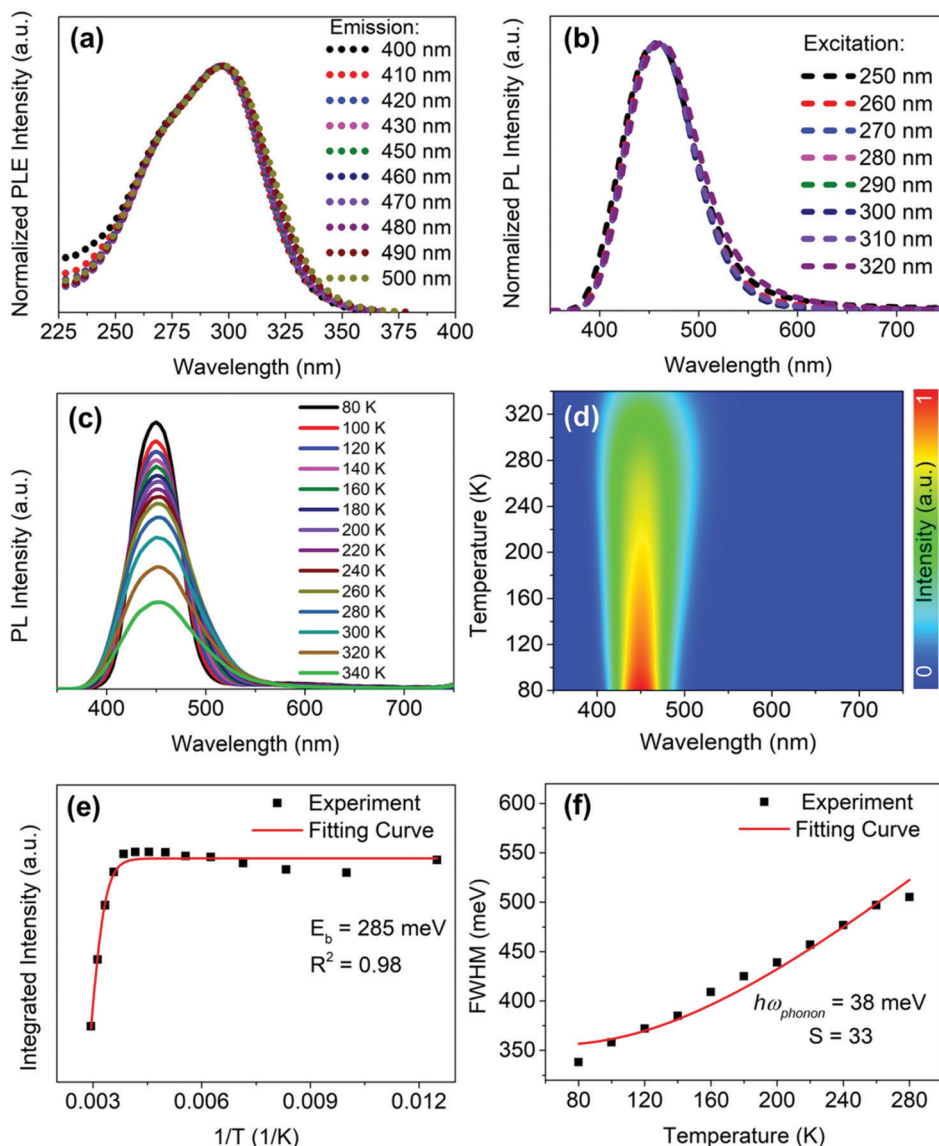 (a)
Emission:
400 nm
410 nm
420 nm
430 nm
450 nm
460 nm
470 nm
480 nm
490 nm
500 nm
Normalized PLE Intensity (a.u.)
225 250 275 300 325 350 375 400
Wavelength (nm)
(b)
Excitation:
250 nm
260 nm
270 nm
280 nm
290 nm
300 nm
310 nm
320 nm
Normalized PL Intensity (a.u.)
400 500 600 700
Wavelength (nm)
(c)
80 K
100 K
120 K
140 K
160 K
180 K
200 K
220 K
240 K
260 K
280 K
300 K
320 K
340 K
PL Intensity (a.u.)
400 500 600 700
Wavelength (nm)
(d)
Temperature (K)
320
280
240
200
160
120
80
400 500 600 700
Wavelength (nm)
0 Intensity (a.u.) 1
(e)
Experiment
Fitting Curve
E_b = 285 meV
R² = 0.98
Integrated Intensity (a.u.)
0.003 0.006 0.009 0.012
1/T (1/K)
(f)
Experiment
Fitting Curve
hω_phonon = 38 meV
S = 33
FWHM (meV)
600
550
500
450
400
350
80 120 160 200 240 280
Temperature (K)